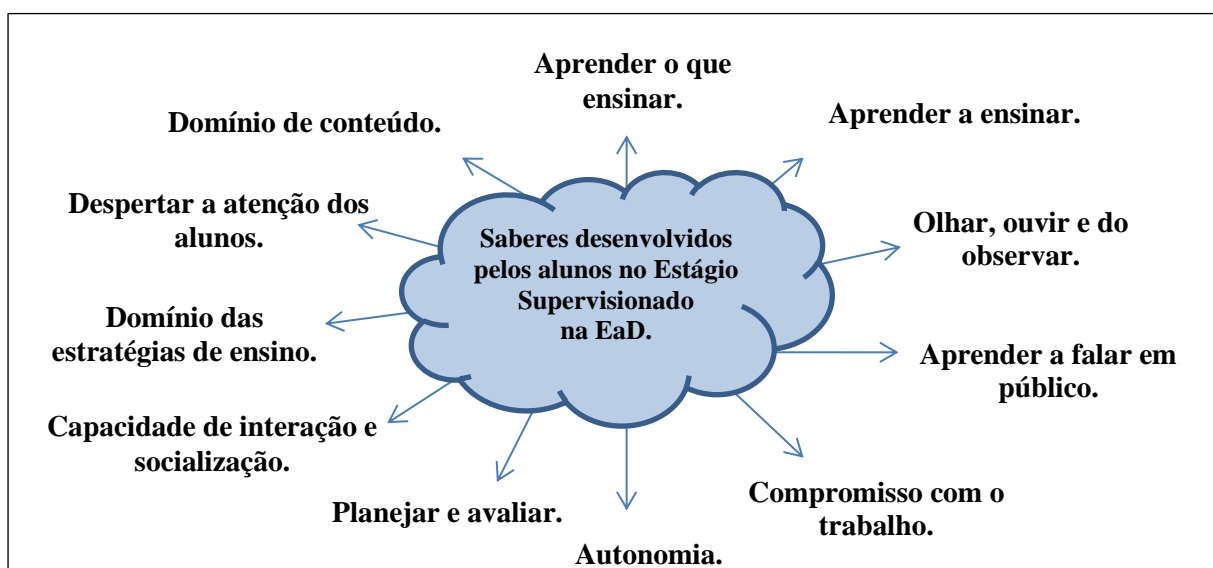 Aprender o que
ensinar.
Domínio de conteúdo.
Aprender a ensinar.
Despertar a atenção dos
alunos.
Saberes desenvolvidos
pelos alunos no Estágio
Supervisionado
na EaD.
Olhar, ouvir e do
observar.
Domínio das
estratégias de ensino.
Aprender a falar em
público.
Capacidade de interação e
socialização.
Planejar e avaliar.
Compromisso com o
trabalho.
Autonomia.